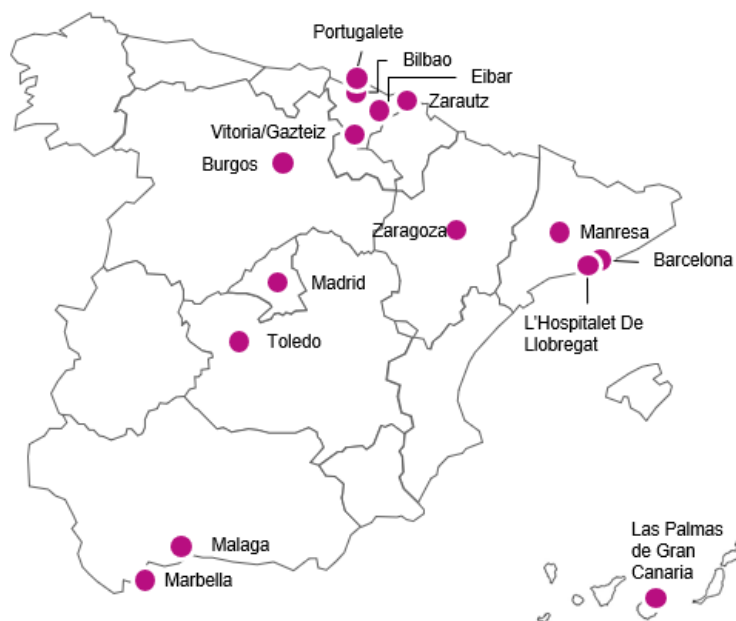 Portugalete
Bilbao
Eibar
Zarautz
Vitoria/Gazteiz
Burgos
Zaragoza
Manresa
Barcelona
Madrid
L'Hospitalet De
Llobregat
Toledo
Malaga
Marbella
Las Palmas
de Gran
Canaria